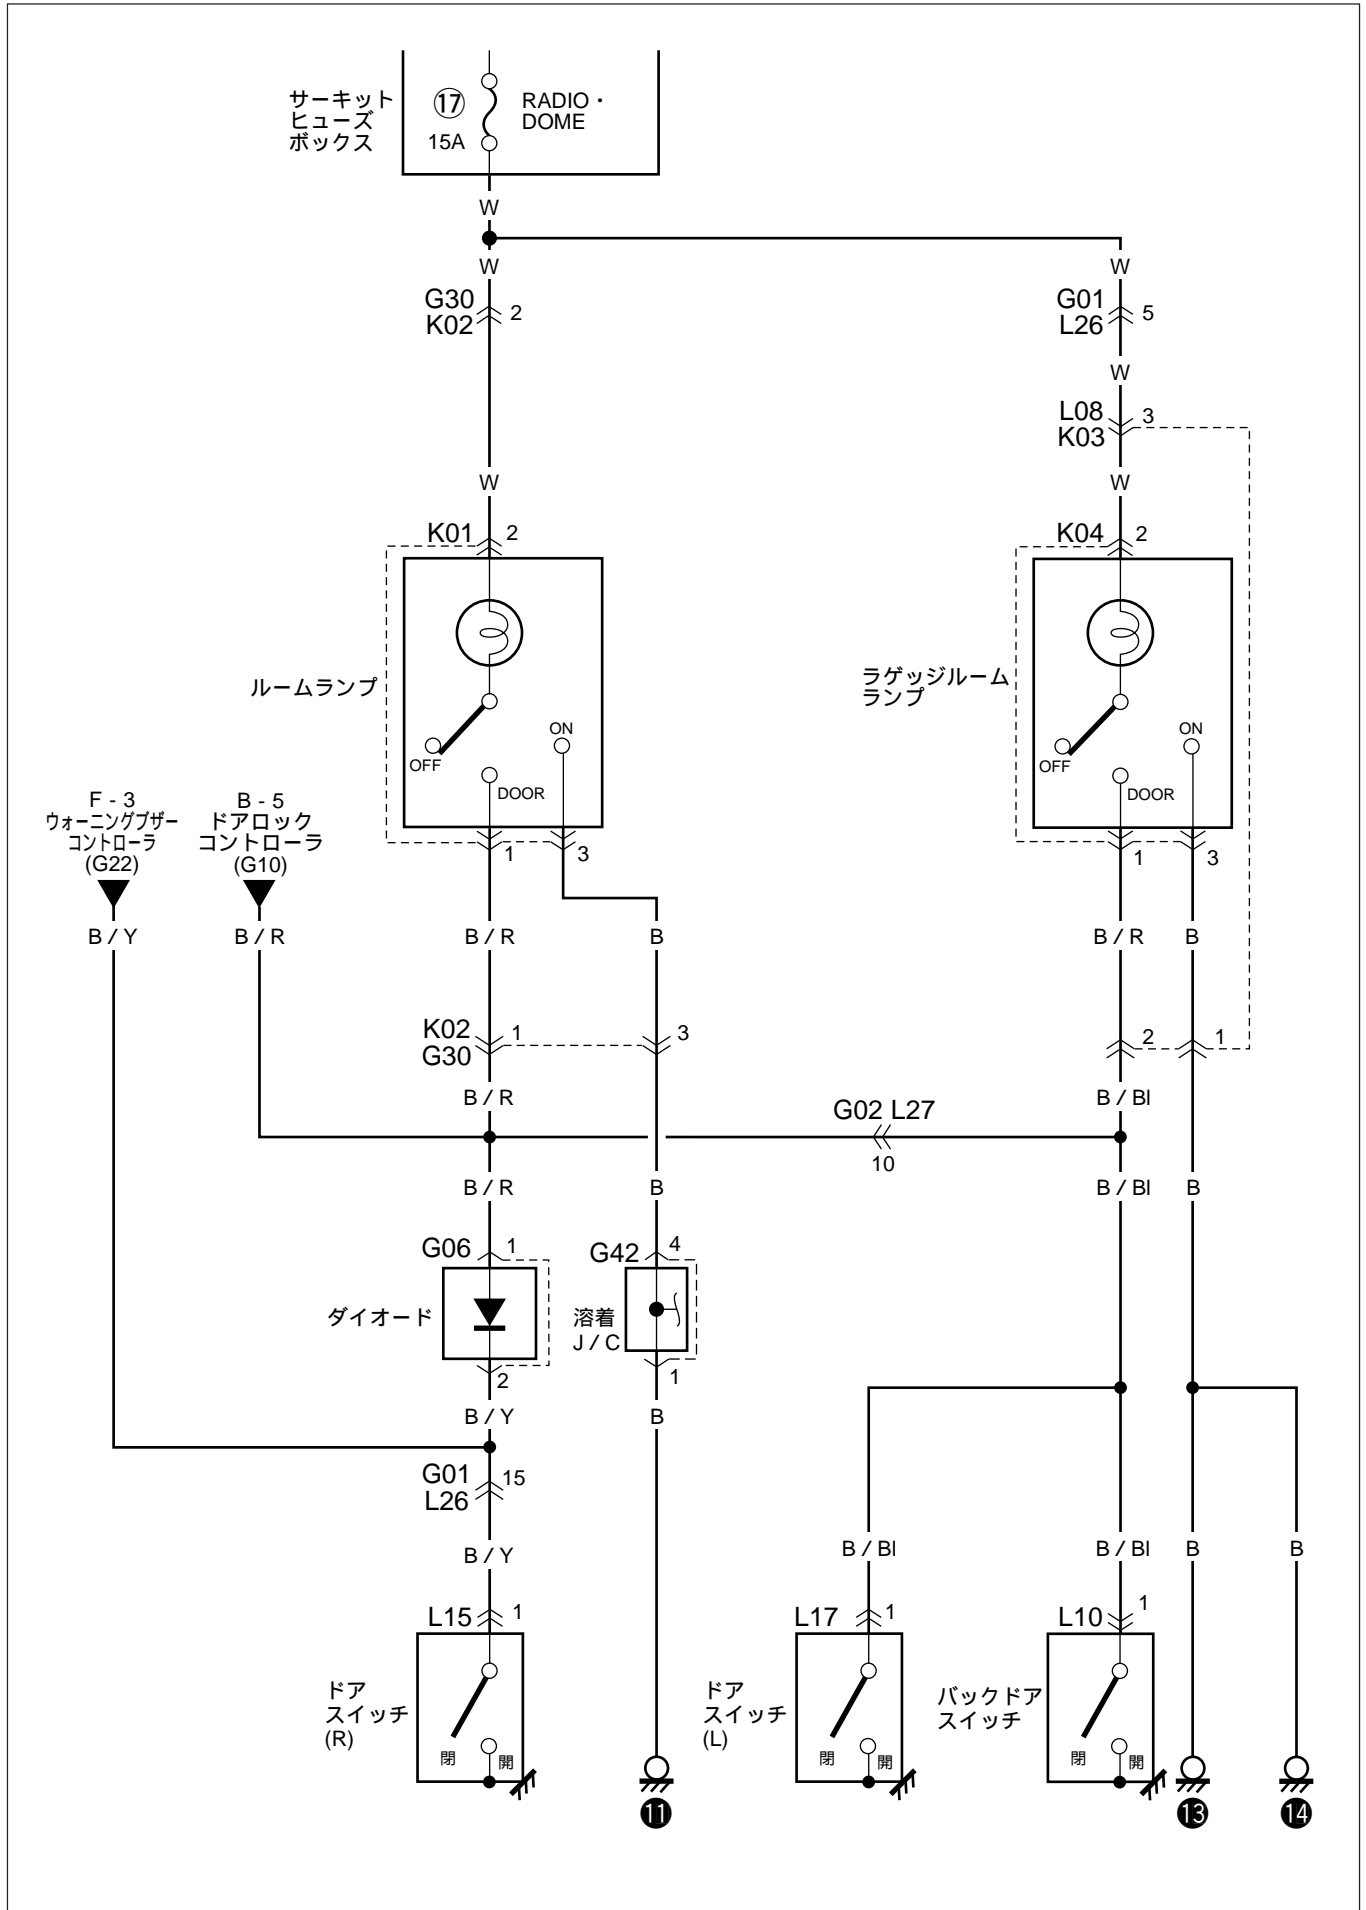 サーキット
ヒューズ
ボックス
⑰
15A
RADIO・
DOME
W
W
W
G30
K02
2
G01
L26
5
W
L08
K03
3
W
W
K01
2
K04
2
ルームランプ
OFF
ON
DOOR
ラゲッジルーム
ランプ
OFF
ON
DOOR
F - 3
ウォーニングブザー
コントローラ
(G22)
B - 5
ドアロック
コントローラ
(G10)
1
3
1
3
B / Y
B / R
B / R
B
B / R
B
K02
G30
1
3
2
1
B / R
B / Bl
G02 L27
10
B / R
B
B / Bl
B
G06
1
G42
4
ダイオード
溶着
J / C
2
1
B / Y
B
G01
L26
15
B / Y
B / Bl
B / Bl
B
B
L15
1
L17
1
L10
1
ドア
スイッチ
(R)
閉
開
ドア
スイッチ
(L)
閉
開
バックドア
スイッチ
閉
開
⓫
⓭
⓮